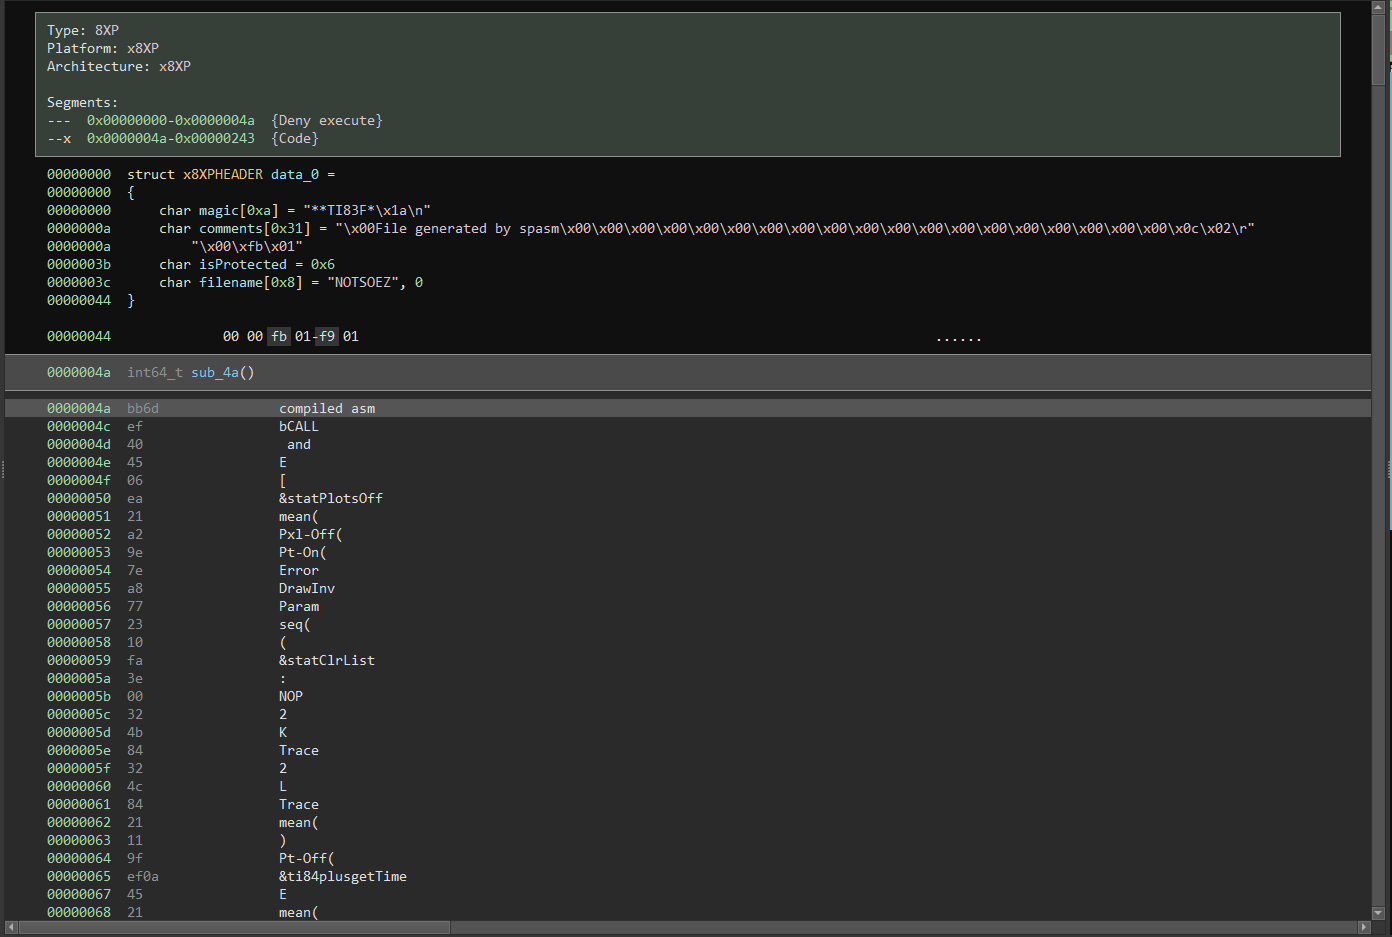 Type: 8XP
Platform: x8XP
Architecture: x8XP
Segments:
---  0x00000000-0x0000004a  {Deny execute}
--x  0x0000004a-0x00000243  {Code}
00000000  struct x8XPHEADER data_0 =
00000000  {
00000000      char magic[0xa] = "**TI83F*\x1a\n"
0000000a      char comments[0x31] = "\x00File generated by spasm\x00\x00\x00\x00\x00\x00\x00\x00\x00\x00\x00\x00\x00\x00\x00\x00\x00\x00\x00\x0c\x02\r"
0000000a          "\x00\xfb\x01"
0000003b      char isProtected = 0x6
0000003c      char filename[0x8] = "NOTSOEZ", 0
00000044  }
00000044  00 00 fb 01-f9 01  ......
0000004a  int64_t sub_4a()
0000004a  bb6d  compiled asm
0000004c  ef  bCALL
0000004d  40  and
0000004e  45  E
0000004f  06  [
00000050  ea  &statPlotsOff
00000051  21  mean(
00000052  a2  Pxl-Off(
00000053  9e  Pt-On(
00000054  7e  Error
00000055  a8  DrawInv
00000056  77  Param
00000057  23  seq(
00000058  10  (
00000059  fa  &statClrList
0000005a  3e  :
0000005b  00  NOP
0000005c  32  2
0000005d  4b  K
0000005e  84  Trace
0000005f  32  2
00000060  4c  L
00000061  84  Trace
00000062  21  mean(
00000063  11  )
00000064  9f  Pt-Off(
00000065  ef0a  &ti84plusgetTime
00000067  45  E
00000068  21  mean(